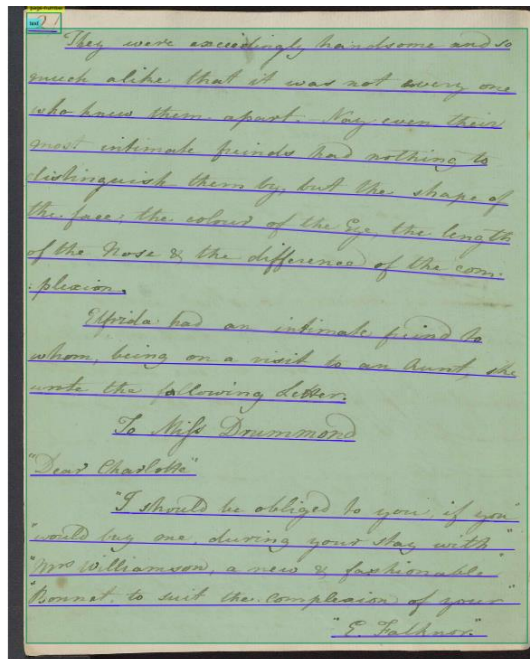 2
They were exceedingly handsome and so
much alike that it was not every one
who knew them apart. Nay even their
most intimate freinds had nothing to
distinguish them by, but the shape of
the face, the colour of the Eye, the length
of the Nose & the difference of the com-
:plexion.
Elfrida had an intimate freind to
whom, being on a visit to an Aunt, she
wrote the following Letter.
To Miss Drummond
"Dear Charlotte"
"I should be obliged to you, if you"
"would buy me, during your stay with"
"Mrs Williamson, a new & fashionable"
"Bonnet, to suit the complexion of your"
"E. Falknor."